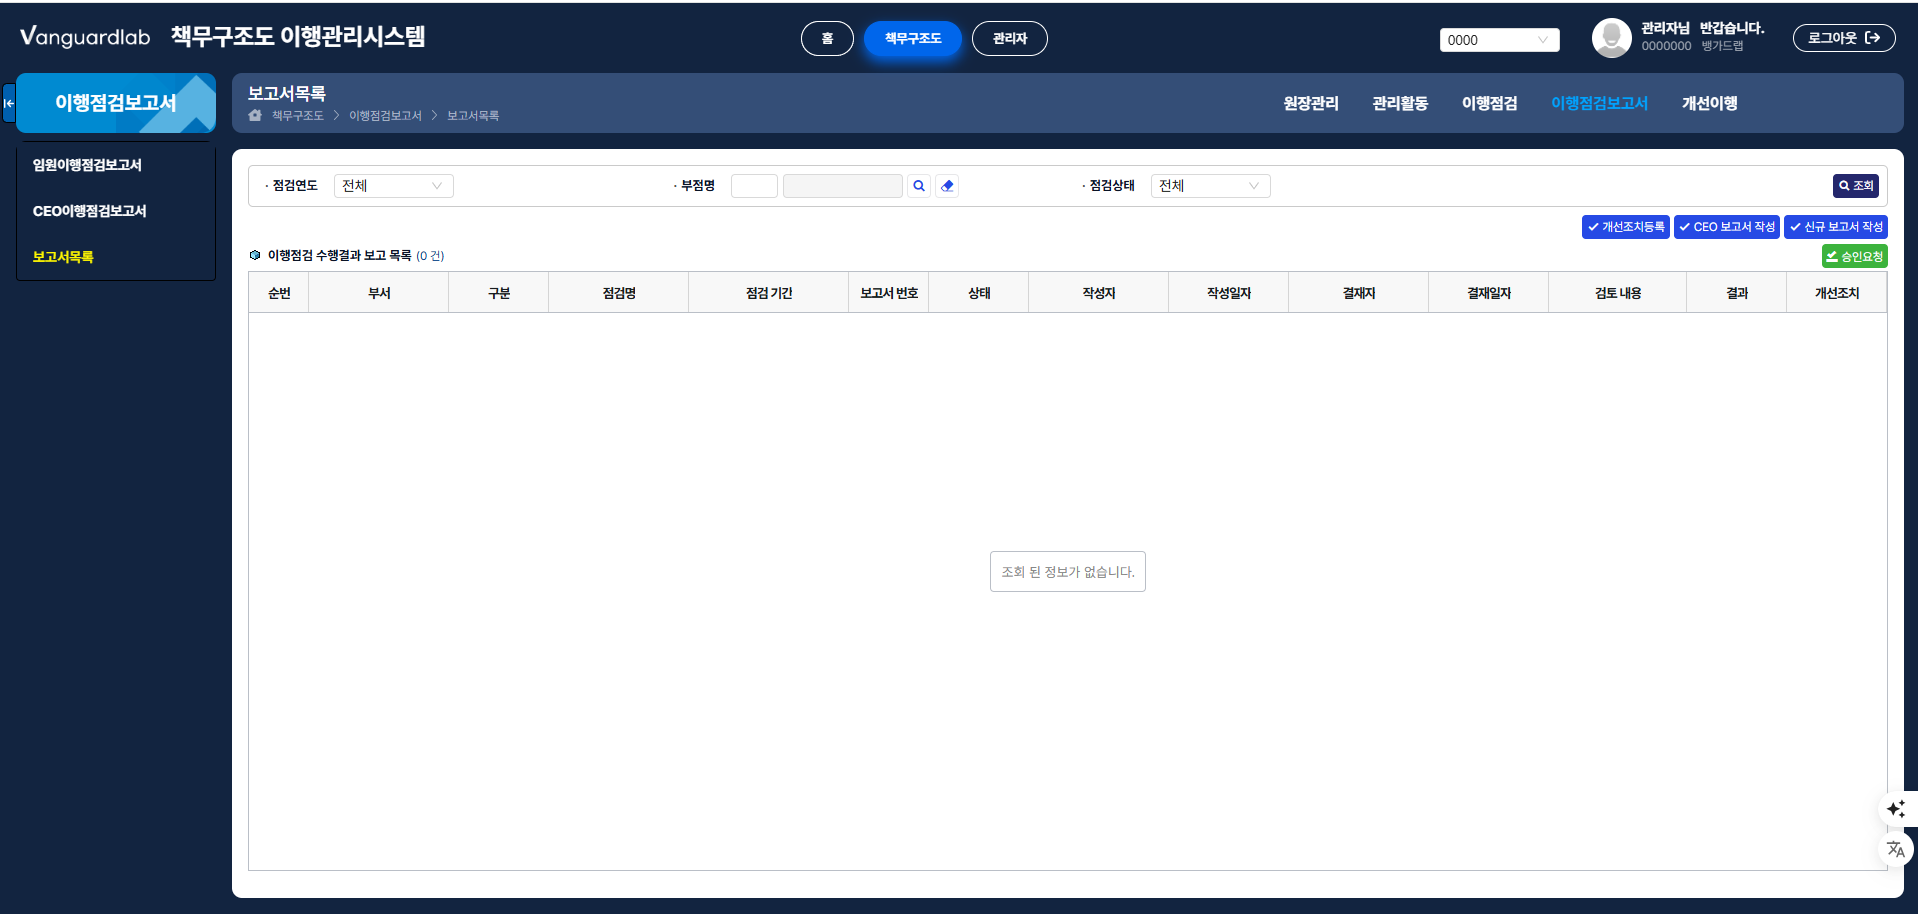 Vanguardlab 책무구조도 이행관리시스템
홈 책무구조도 관리자
0000
관리자님 반갑습니다.
0000000 뱅가드랩
로그아웃
이행점검보고서
임원이행점검보고서
CEO이행점검보고서
보고서목록
보고서목록
책무구조도 > 이행점검보고서 > 보고서목록
원장관리 관리활동 이행점검 이행점검보고서 개선이행
· 점검연도 전체 · 부점명 · 점검상태 전체 조회
개선조치등록 CEO 보고서 작성 신규 보고서 작성
이행점검 수행결과 보고 목록 (0 건)
승인요청
순번 부서 구분 점검명 점검 기간 보고서 번호 상태 작성자 작성일자 결재자 결재일자 검토 내용 결과 개선조치
조회 된 정보가 없습니다.